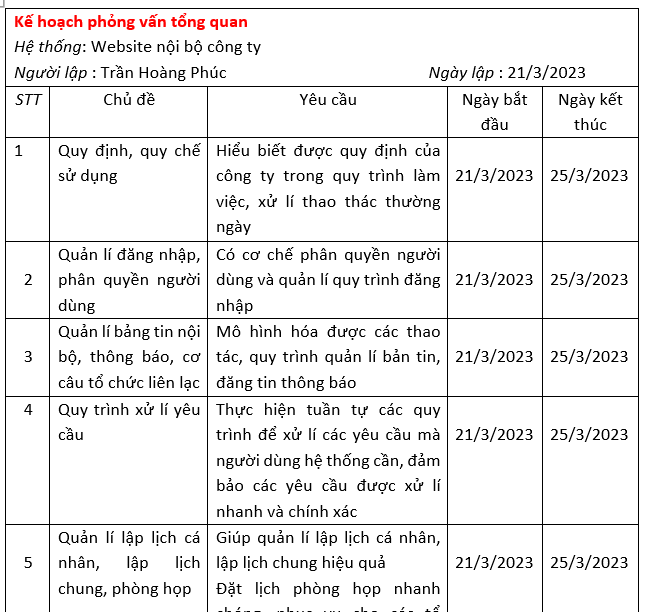 Kế hoạch phỏng vấn tổng quan
Hệ thống: Website nội bộ công ty
Người lập : Trần Hoàng Phúc Ngày lập : 21/3/2023
STT Chủ đề Yêu cầu Ngày bắt đầu Ngày kết thúc
1 Quy định, quy chế sử dụng
Hiểu biết được quy định của
công ty trong quy trình làm
việc, xử lí thao thác thường
ngày
21/3/2023 25/3/2023
2
Quản lí đăng nhập,
phân quyền người
dùng
Có cơ chế phân quyền người
dùng và quản lí quy trình đăng
nhập
21/3/2023 25/3/2023
3
Quản lí bảng tin nội
bộ, thông báo, cơ
câu tổ chức liên lạc
Mô hình hóa được các thao
tác, quy trình quản lí bản tin,
đăng tin thông báo
21/3/2023 25/3/2023
4
Quy trình xử lí yêu
cầu
Thực hiện tuần tự các quy
trình để xử lí các yêu cầu mà
người dùng hệ thống cần, đảm
bảo các yêu cầu được xử lí
nhanh và chính xác
21/3/2023 25/3/2023
5
Quản lí lập lịch cá
nhân, lập lịch
chung, phòng họp
Giúp quản lí lập lịch cá nhân,
lập lịch chung hiệu quả
Đặt lịch phòng họp nhanh
21/3/2023 25/3/2023